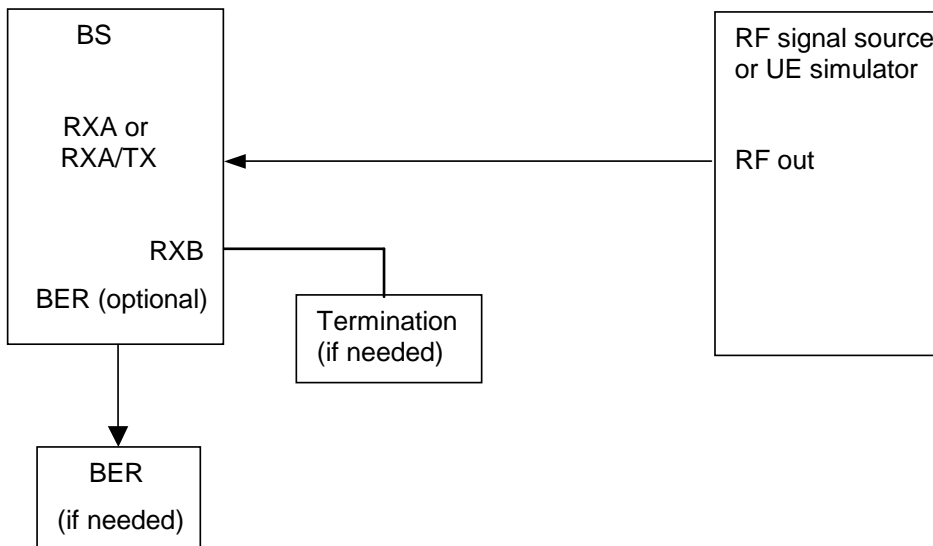 BS
RXA or
RXA/TX
RXB
BER (optional)
RF signal source
or UE simulator
RF out
Termination
(if needed)
BER
(if needed)